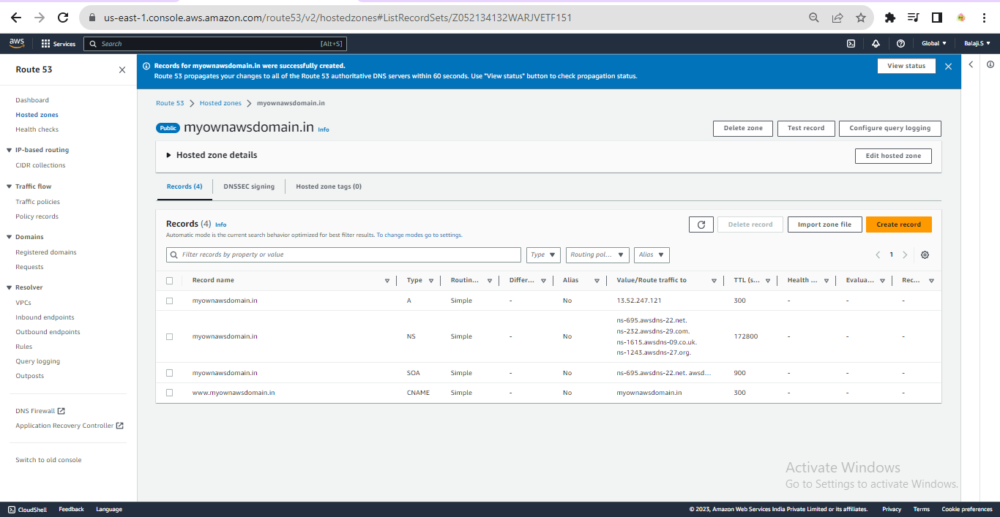 us-east-1.console.aws.amazon.com/route53/v2/hostedzones#ListRecordSets/Z052134132WARJVETF151
aws Services Search [Alt+S] Global Balaji.S
Route 53
Dashboard
Hosted zones
Health checks
IP-based routing
CIDR collections
Traffic flow
Traffic policies
Policy records
Domains
Registered domains
Requests
Resolver
VPCs
Inbound endpoints
Outbound endpoints
Rules
Query logging
Outposts
DNS Firewall
Application Recovery Controller
Switch to old console
Records for myownawsdomain.in were successfully created.
Route 53 propagates your changes to all of the Route 53 authoritative DNS servers within 60 seconds. Use "View status" button to check propagation status.
View status
Route 53 Hosted zones myownawsdomain.in
Public myownawsdomain.in Info
Delete zone Test record Configure query logging
Hosted zone details Edit hosted zone
Records (4) DNSSEC signing Hosted zone tags (0)
Records (4) Info
Automatic mode is the current search behavior optimized for best filter results. To change modes go to settings.
Delete record Import zone file Create record
Filter records by property or value Type Routing pol... Alias 1
Record name Type Routin... Differ... Alias Value/Route traffic to TTL (s... Health ... Evalua... Rec...
myownawsdomain.in A Simple - No 13.52.247.121 300 - - -
myownawsdomain.in NS Simple - No ns-695.awsdns-22.net.
ns-232.awsdns-29.com.
ns-1615.awsdns-09.co.uk.
ns-1243.awsdns-27.org. 172800 - - -
myownawsdomain.in SOA Simple - No ns-695.awsdns-22.net. awsd... 900 - - -
www.myownawsdomain.in CNAME Simple - No myownawsdomain.in 300 - - -
Activate Windows
Go to Settings to activate Windows.
CloudShell Feedback Language © 2023, Amazon Web Services India Private Limited or its affiliates. Privacy Terms Cookie preferences